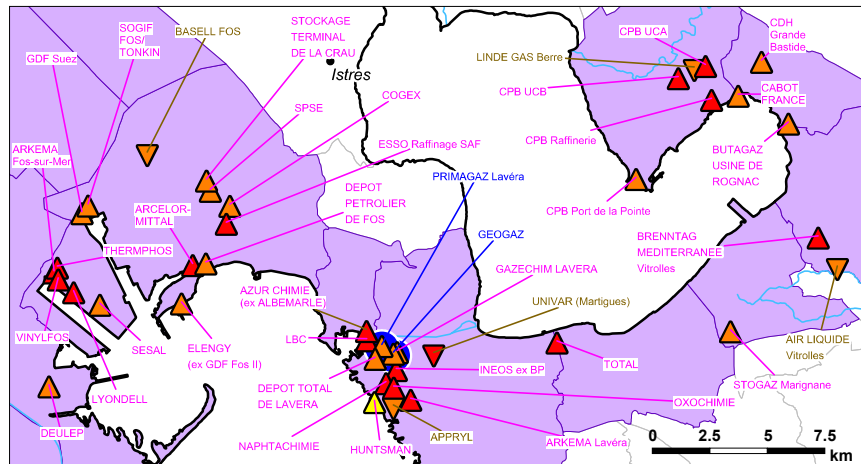 SOGIF
FOS/
TONKIN
BASELL FOS
STOCKAGE
TERMINAL
DE LA CRAU
GDF Suez
Istres
SPSE
COGEX
ESSO Raffinage SAF
ARKEMA
Fos-sur-Mer
ARCELOR-
MITTAL
DEPOT
PETROLIER
DE FOS
THERMPHOS
VINYLFOS
SESAL
LYONDELL
DEULEP
ELENGY
(ex GDF Fos II)
PRIMAGAZ Lavéra
GEOGAZ
GAZECHIM LAVERA
AZUR CHIMIE
(ex ALBEMARLE)
UNIVAR (Martigues)
LBC
DEPOT TOTAL
DE LAVERA
INEOS ex BP
OXOCHIMIE
NAPHTACHIMIE
HUNTSMAN
APPRYL
ARKEMA Lavéra
TOTAL
CPB UCA
CDH
Grande
Bastide
LINDE GAS Berre
CPB UCB
CABOT
FRANCE
CPB Raffinerie
BUTAGAZ
USINE DE
ROGNAC
CPB Port de la Pointe
BRENNTAG
MEDITERRANEE
Vitrolles
AIR LIQUIDE
Vitrolles
STOGAZ Marignane
0 2.5 5 7.5
km